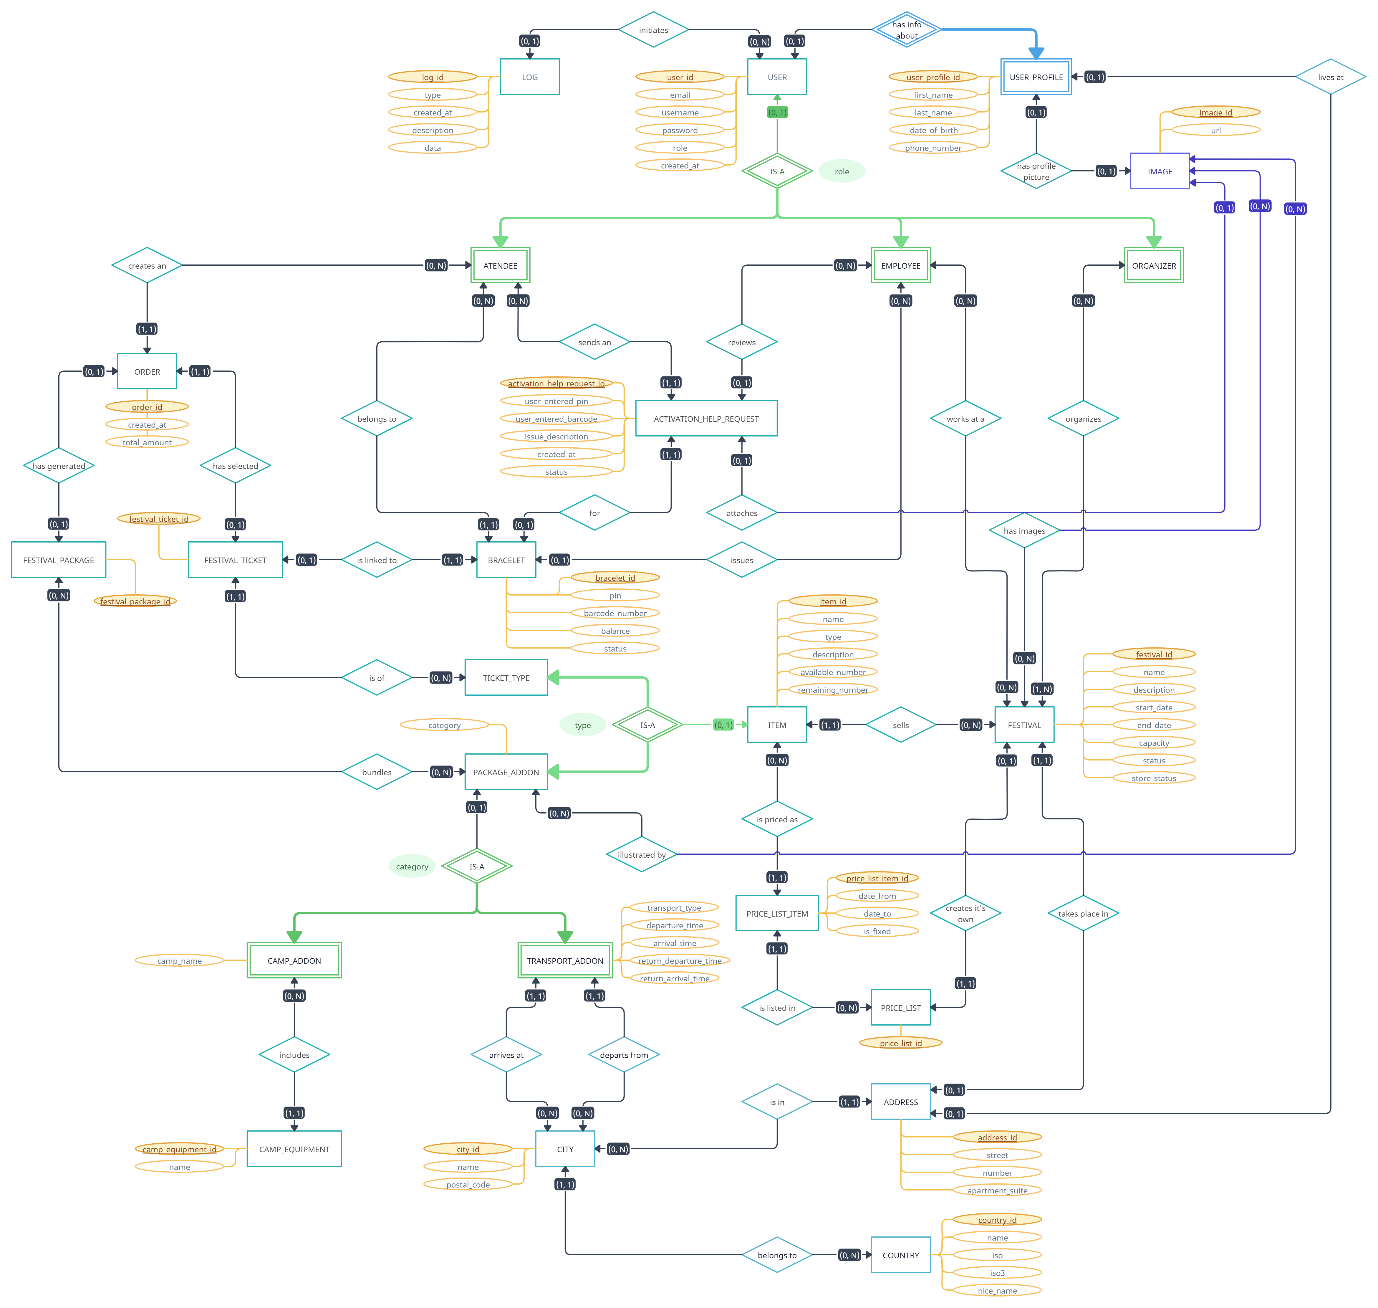 initiates
has info
about
(0, 1)
(0, N)
(0, 1)
LOG
log_id
type
created_at
description
data
USER
user_id
email
username
password
role
created_at
USER_PROFILE
user_profile_id
first_name
last_name
date_of_birth
phone_number
(0, 1)
lives at
(0, 1)
IS-A
role
(0, 1)
has profile
picture
(0, 1)
image_id
url
IMAGE
(0, 1)
(0, N)
(0, N)
creates an
(0, N)
ATENDEE
(0, N)
EMPLOYEE
ORGANIZER
(0, N)
(0, N)
(0, N)
(0, N)
(0, N)
(1, 1)
sends an
reviews
ORDER
(0, 1)
(1, 1)
order_id
created_at
total_amount
(1, 1)
(0, 1)
activation_help_request_id
user_entered_pin
user_entered_barcode
issue_description
created_at
status
ACTIVATION_HELP_REQUEST
belongs to
works at a
organizes
has generated
has selected
(1, 1)
(0, 1)
for
attaches
has images
festival_ticket_id
(0, 1)
(0, 1)
(1, 1)
(0, 1)
FESTIVAL_PACKAGE
FESTIVAL_TICKET
(0, 1)
is linked to
(1, 1)
BRACELET
(0, 1)
issues
festival_package_id
(0, N)
(1, 1)
bracelet_id
pin
barcode_number
balance
status
item_id
name
type
description
available_number
remaining_number
is of
(0, N)
TICKET_TYPE
(0, N)
(0, N)
(1, N)
festival_id
name
description
start_date
end_date
capacity
status
store_status
category
type
IS-A
(0, 1)
ITEM
(1, 1)
sells
(0, N)
FESTIVAL
bundles
(0, N)
PACKAGE_ADDON
(0, N)
(0, 1)
(1, 1)
(0, 1)
(0, N)
is priced as
category
IS-A
illustrated by
(1, 1)
price_list_item_id
date_from
date_to
is_fixed
PRICE_LIST_ITEM
creates it's
own
takes place in
transport_type
departure_time
arrival_time
return_departure_time
return_arrival_time
camp_name
CAMP_ADDON
TRANSPORT_ADDON
(1, 1)
(0, N)
(1, 1)
(1, 1)
(1, 1)
is listed in
(0, N)
PRICE_LIST
price_list_id
includes
arrives at
departs from
(0, 1)
is in
(1, 1)
ADDRESS
(0, 1)
(1, 1)
(0, N)
(0, N)
camp_equipment_id
name
CAMP_EQUIPMENT
city_id
name
postal_code
CITY
(0, N)
address_id
street
number
apartment_suite
(1, 1)
belongs to
(0, N)
COUNTRY
country_id
name
iso
iso3
nice_name